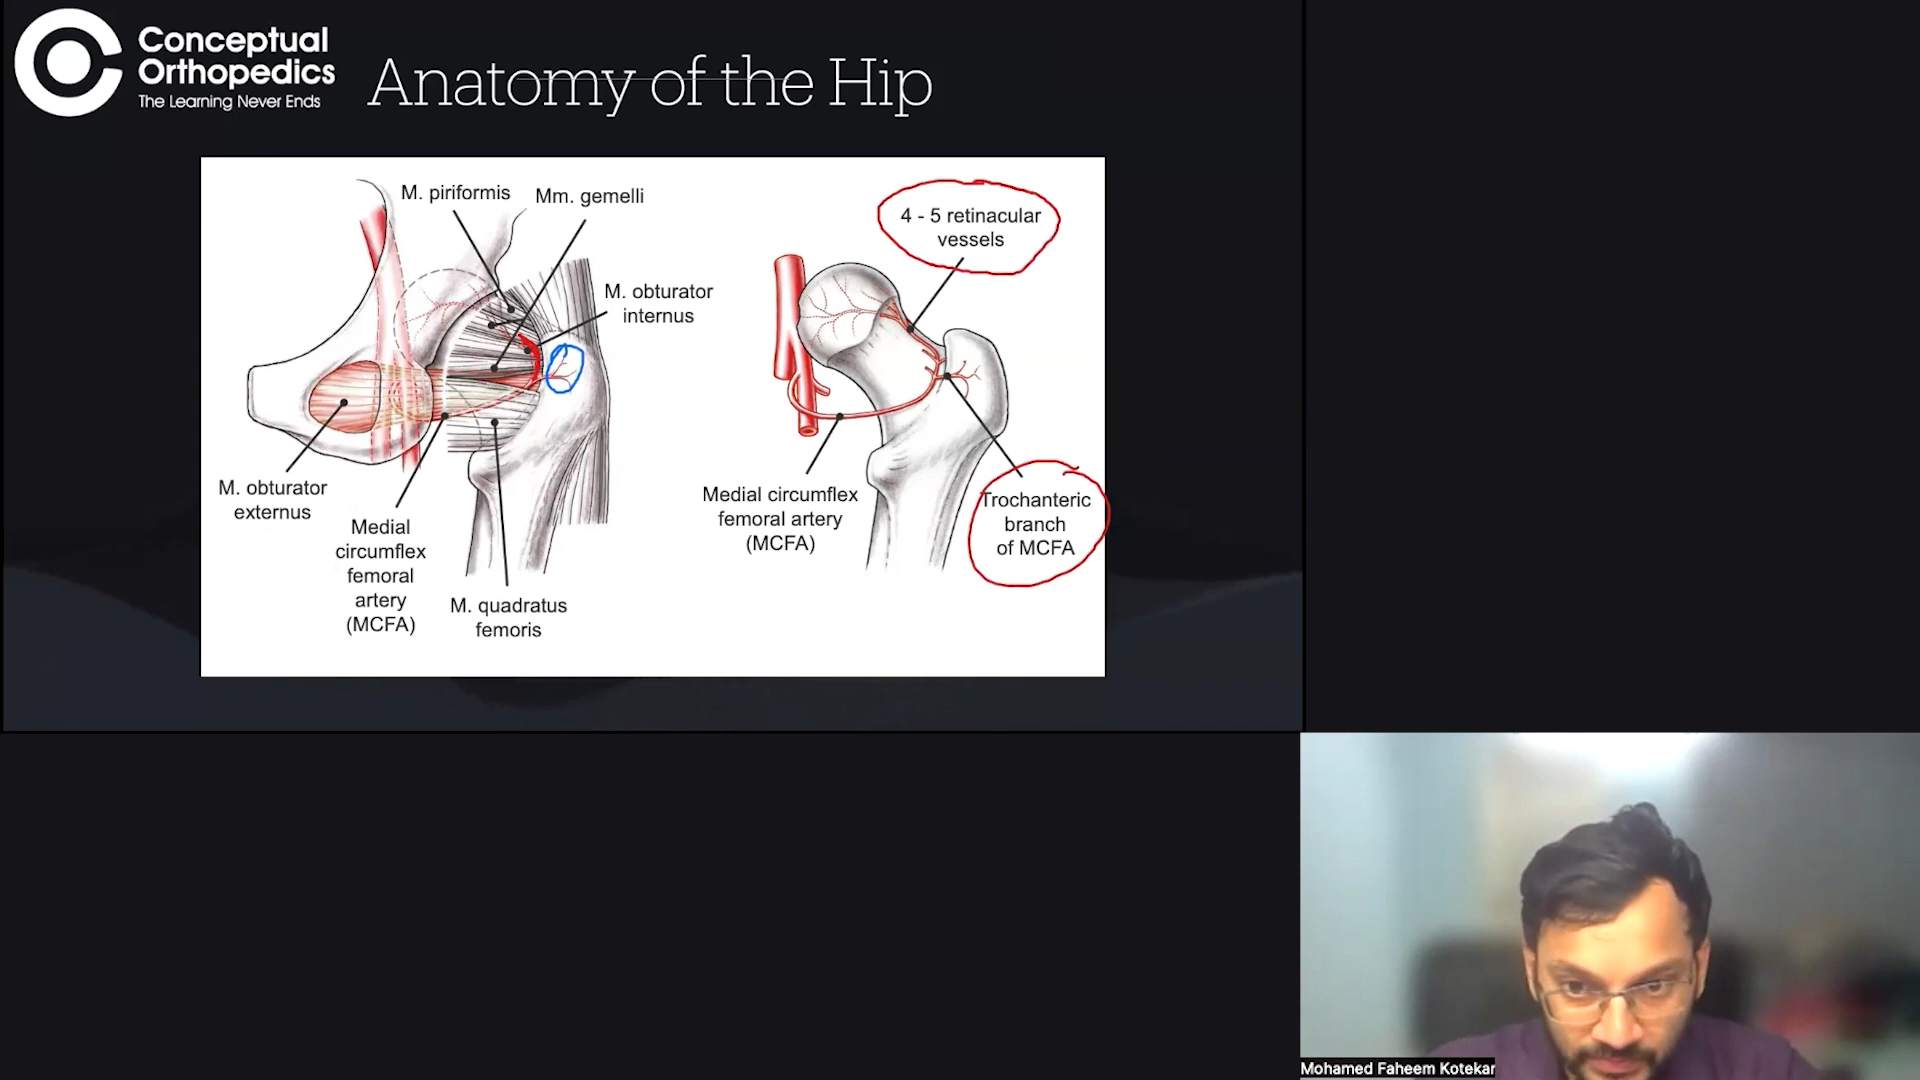 Conceptual
Orthopedics
The Learning Never Ends
Anatomy of the Hip
M. piriformis
Mm. gemelli
M. obturator
internus
M. obturator
externus
Medial
circumflex
femoral
artery
(MCFA)
M. quadratus
femoris
4 - 5 retinacular
vessels
Medial circumflex
femoral artery
(MCFA)
Trochanteric
branch
of MCFA
Mohamed Faheem Kotekar